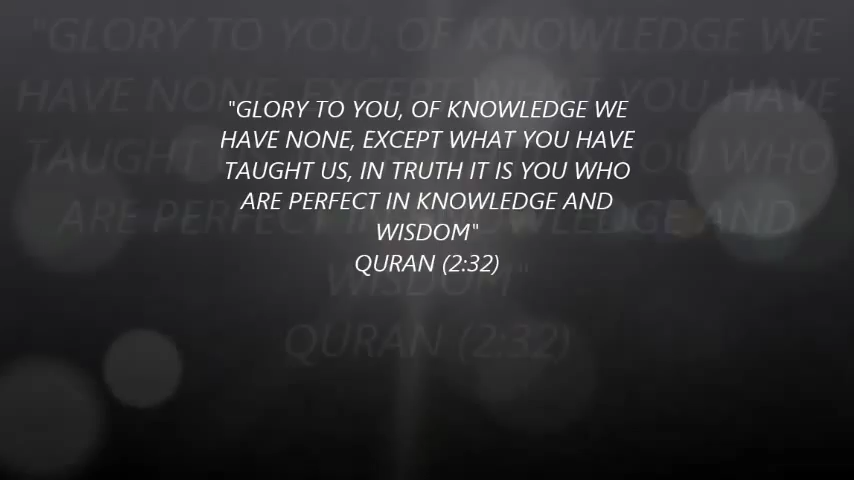 "GLORY TO YOU, OF KNOWLEDGE WE
HAVE NONE, EXCEPT WHAT YOU HAVE
TAUGHT US, IN TRUTH IT IS YOU WHO
ARE PERFECT IN KNOWLEDGE AND
WISDOM"
QURAN (2:32)